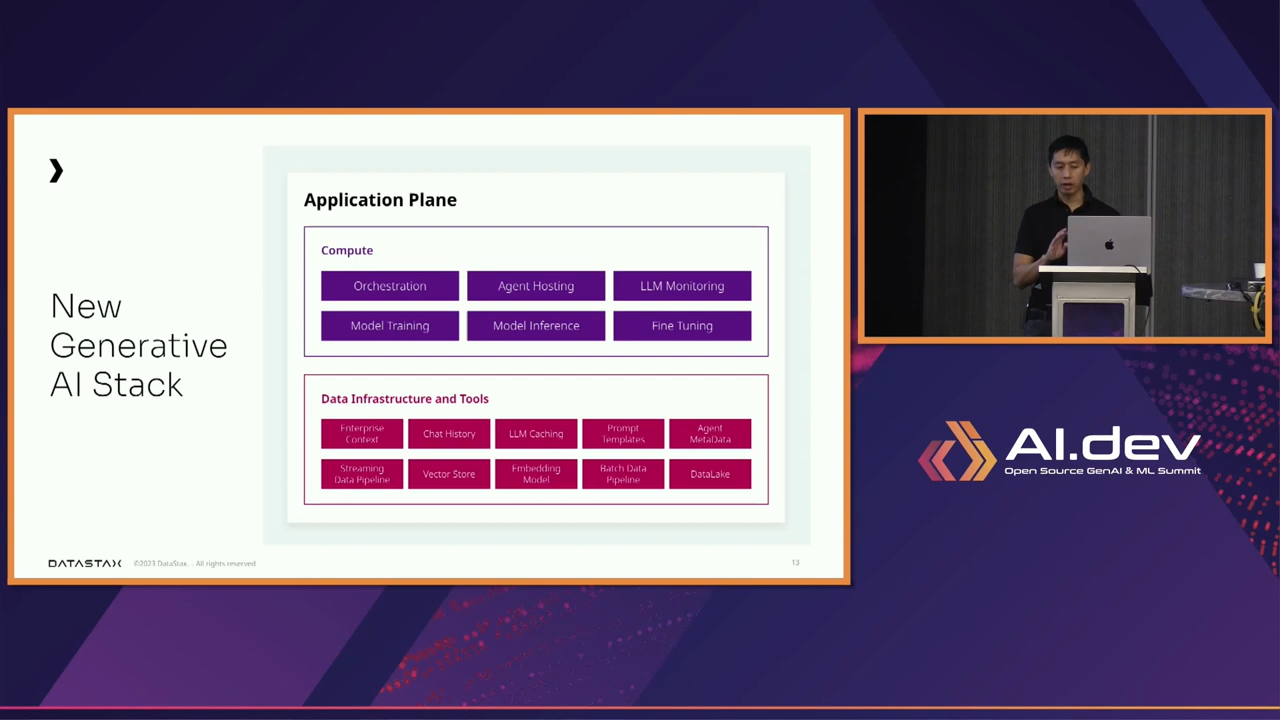 New
Generative
AI Stack
Application Plane
Compute
Orchestration
Agent Hosting
LLM Monitoring
Model Training
Model Inference
Fine Tuning
Data Infrastructure and Tools
Enterprise
Context
Chat History
LLM Caching
Prompt
Templates
Agent
MetaData
Streaming
Data Pipeline
Vector Store
Embedding
Model
Batch Data
Pipeline
DataLake
DATASTAX
©2023 DataStax. - All rights reserved
13
AI.dev
Open Source GenAI & ML Summit